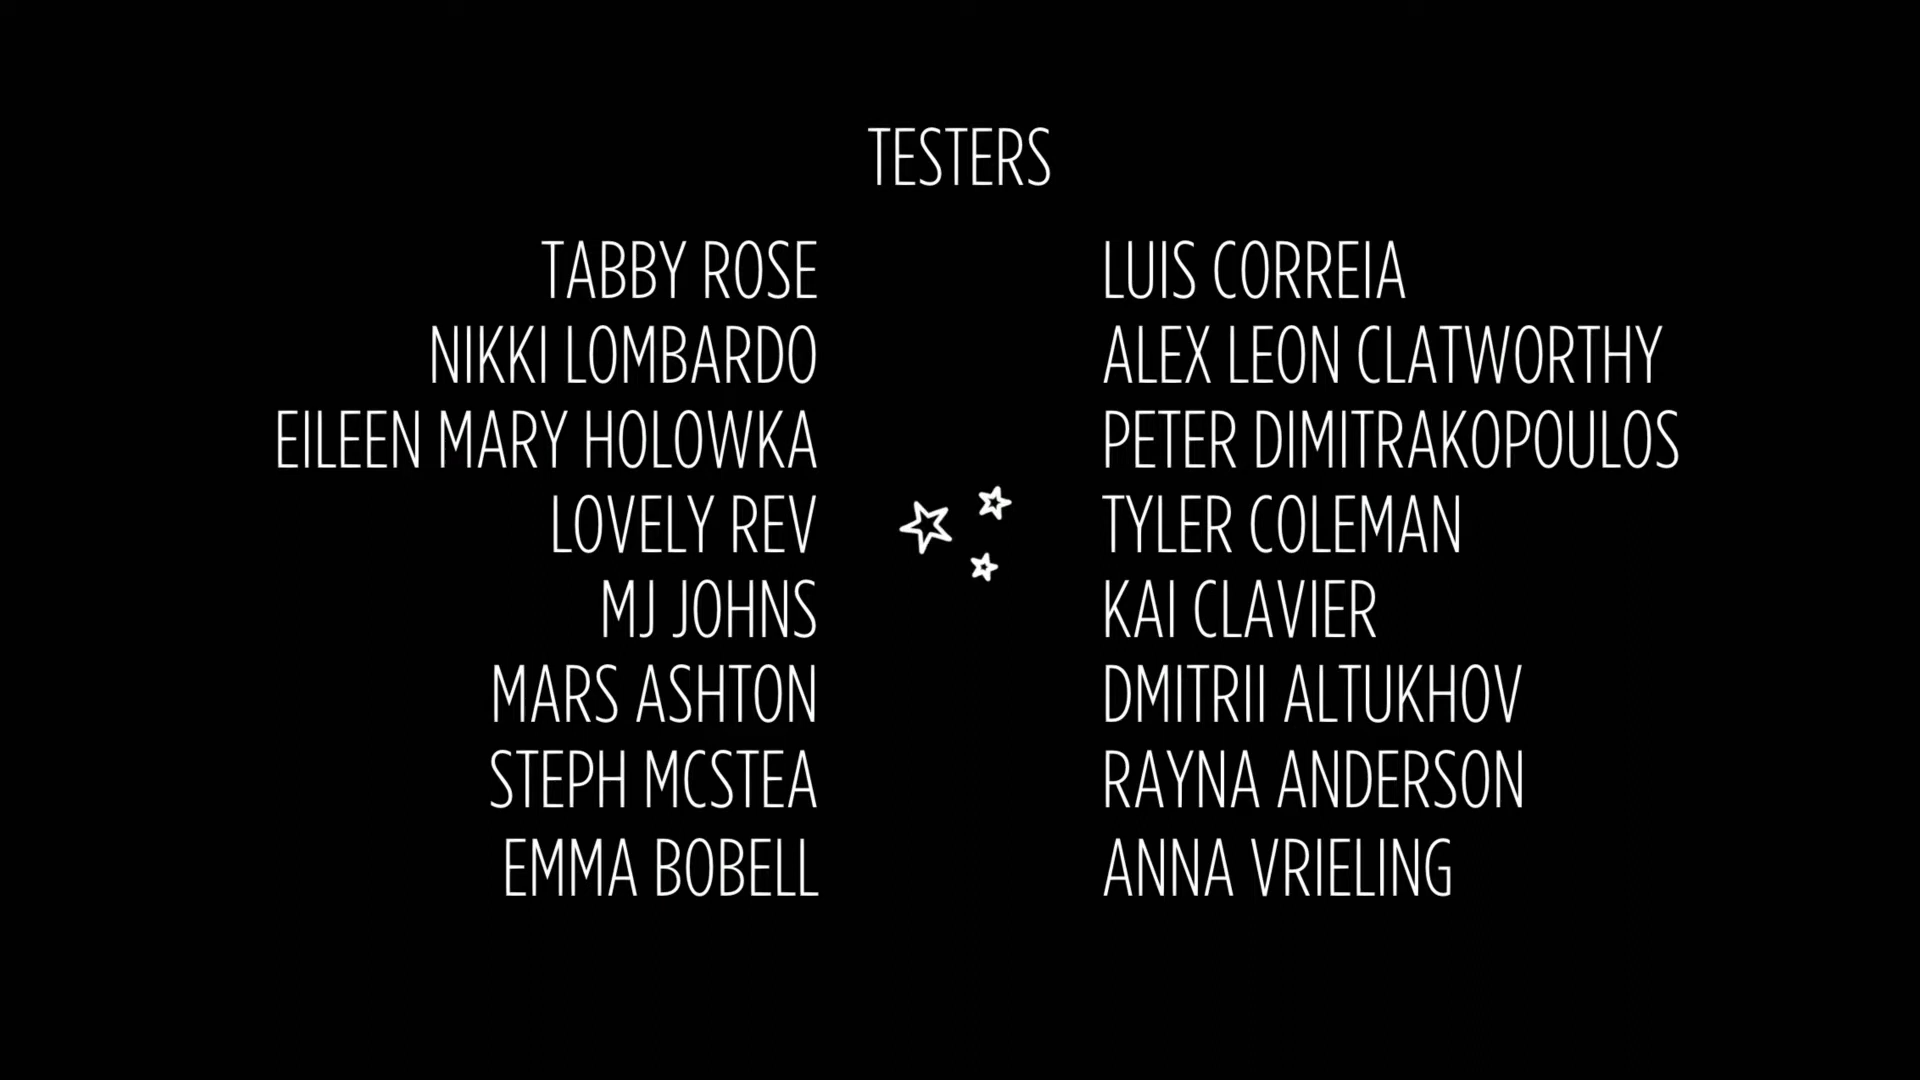 TESTERS
TABBY ROSE
NIKKI LOMBARDO
EILEEN MARY HOLOWKA
LOVELY REV
MJ JOHNS
MARS ASHTON
STEPH MCSTEA
EMMA BOBELL
LUIS CORREIA
ALEX LEON CLATWORTHY
PETER DIMITRAKOPOULOS
TYLER COLEMAN
KAI CLAVIER
DMITRII ALTUKHOV
RAYNA ANDERSON
ANNA VRIELING